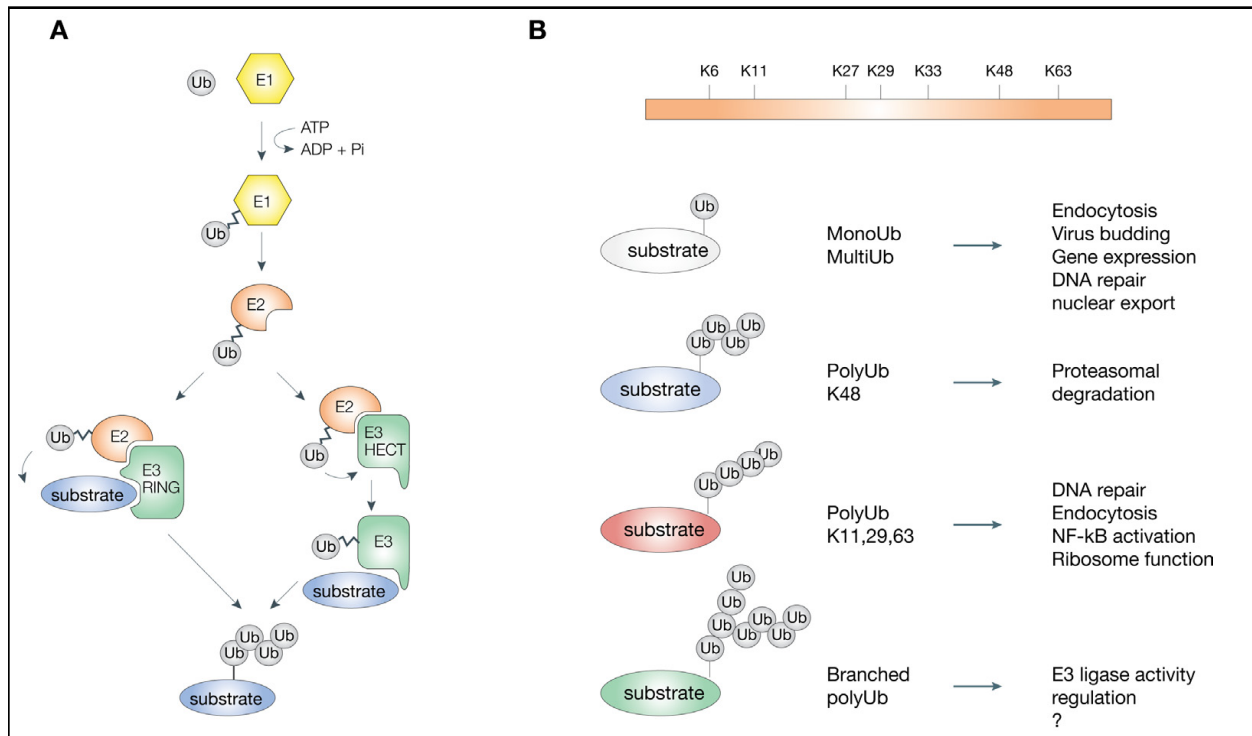 A
Ub
E1
ATP
ADP + Pi
E1
Ub
E2
Ub
Ub
E2
E3
RING
substrate
E2
E3
HECT
Ub
Ub
E3
substrate
Ub
Ub
Ub
Ub
substrate
B
K6 K11 K27 K29 K33 K48 K63
Ub
substrate
MonoUb
MultiUb
Endocytosis
Virus budding
Gene expression
DNA repair
nuclear export
Ub
Ub
Ub
Ub
substrate
PolyUb
K48
Proteasomal
degradation
Ub
Ub
Ub
Ub
substrate
PolyUb
K11,29,63
DNA repair
Endocytosis
NF-kB activation
Ribosome function
Ub
Ub
Ub
Ub
Ub
Ub
Ub
Ub
substrate
Branched
polyUb
E3 ligase activity
regulation
?